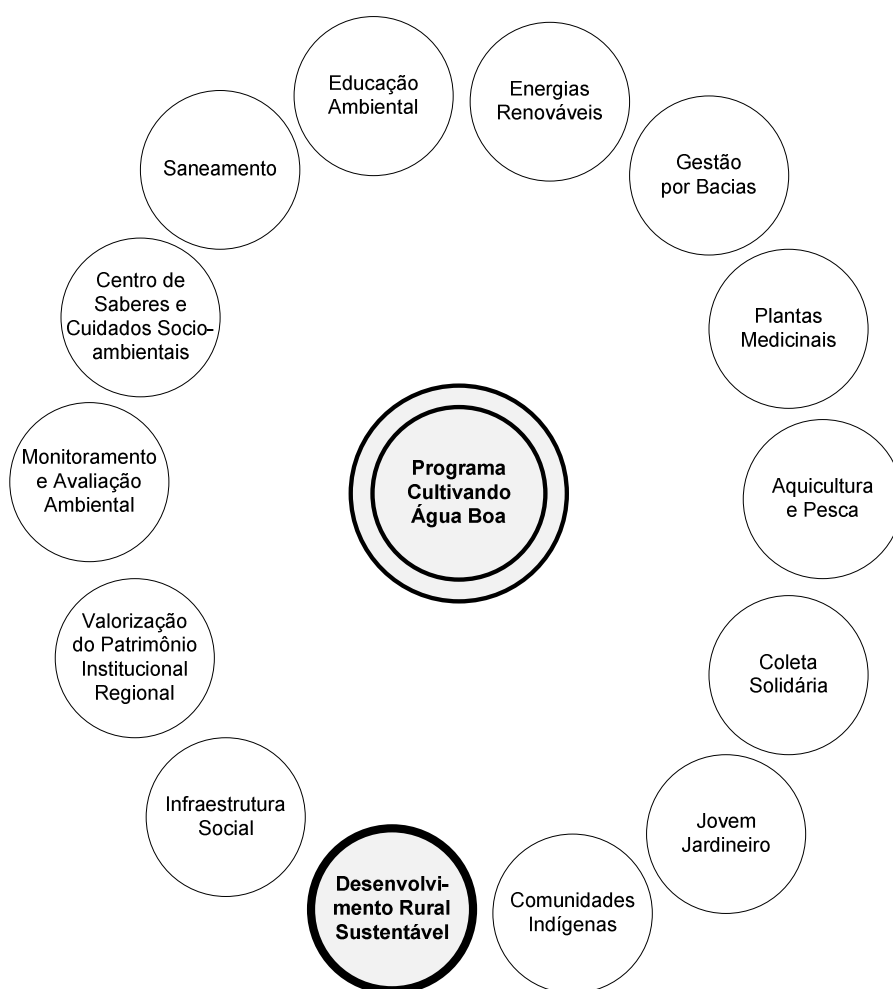 Educação
Ambiental
Energias
Renováveis
Saneamento
Gestão
por Bacias
Centro de
Saberes e
Cuidados Socio-
ambientais
Plantas
Medicinais
Programa
Cultivando
Água Boa
Monitoramento
e Avaliação
Ambiental
Aquicultura
e Pesca
Valorização
do Patrimônio
Institucional
Regional
Coleta
Solidária
Infraestrutura
Social
Jovem
Jardineiro
Desenvolvi-
mento Rural
Sustentável
Comunidades
Indígenas